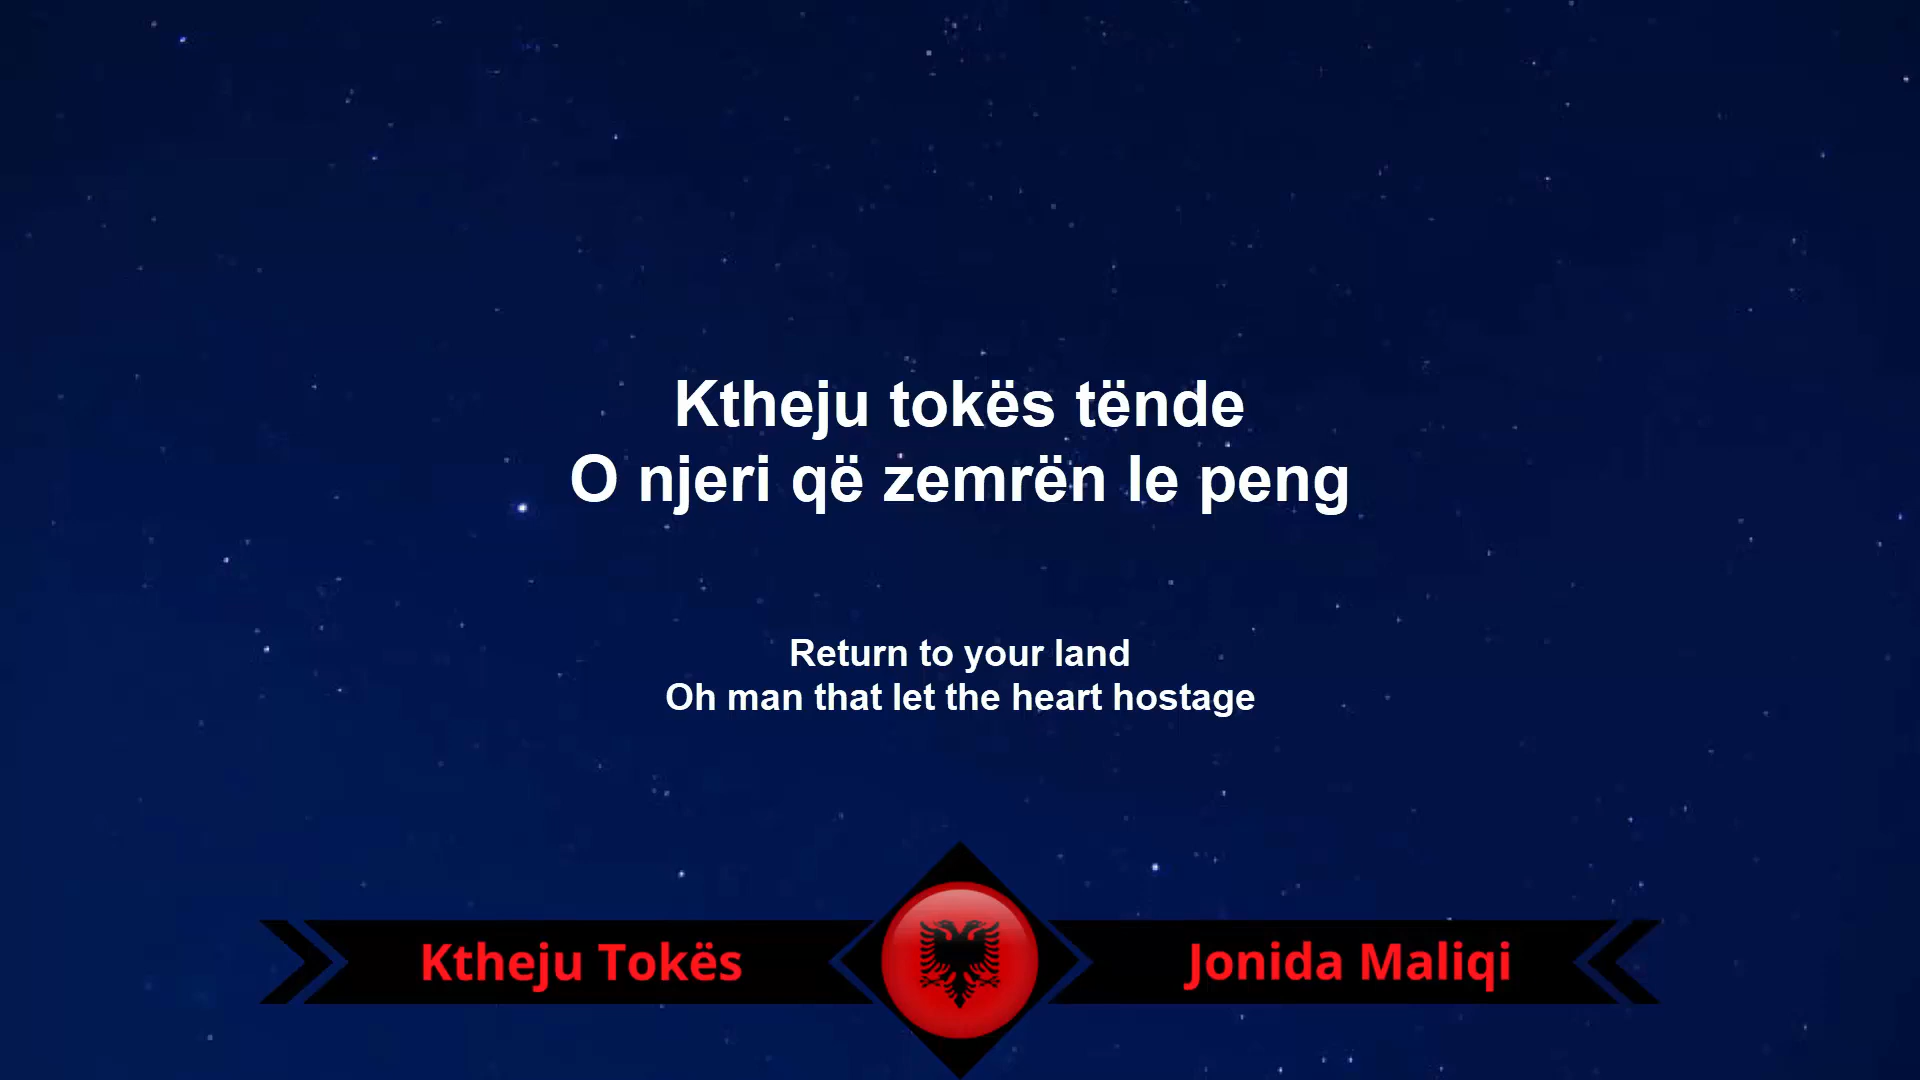 Ktheju tokës tënde
O njeri që zemrën le peng
Return to your land
Oh man that let the heart hostage
Ktheju Tokës
Jonida Maliqi